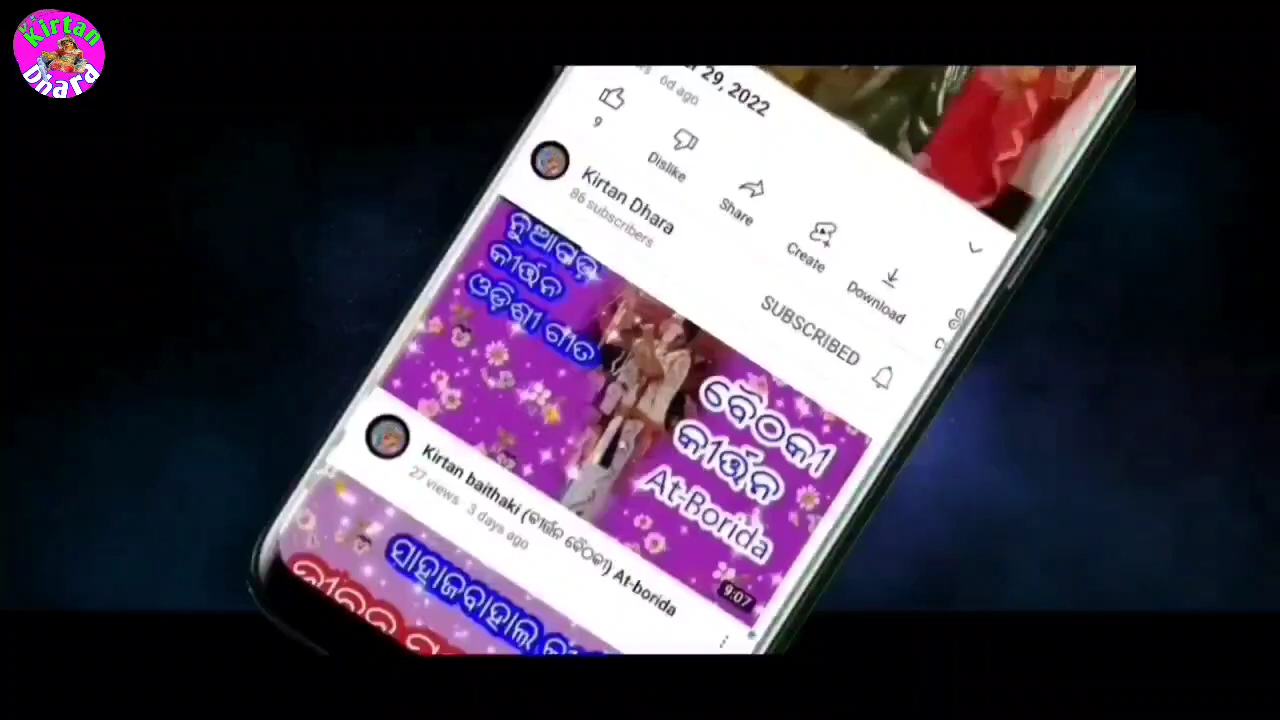 Kirtan
Dhara
29, 2022
6d ago
9
Dislike
Share
Create
Download
Kirtan Dhara
86 subscribers
SUBSCRIBED
କୀର୍ତ୍ତନ
ଓଡ଼ିଶୀ ଗୀତ
ବୈଠକୀ
କୀର୍ତ୍ତନ
At-Borida
9:07
Kirtan baithaki (କୀର୍ତ୍ତନ ବୈଠକୀ) At-borida
27 views · 3 days ago
ସାହାଜବାହାଲ